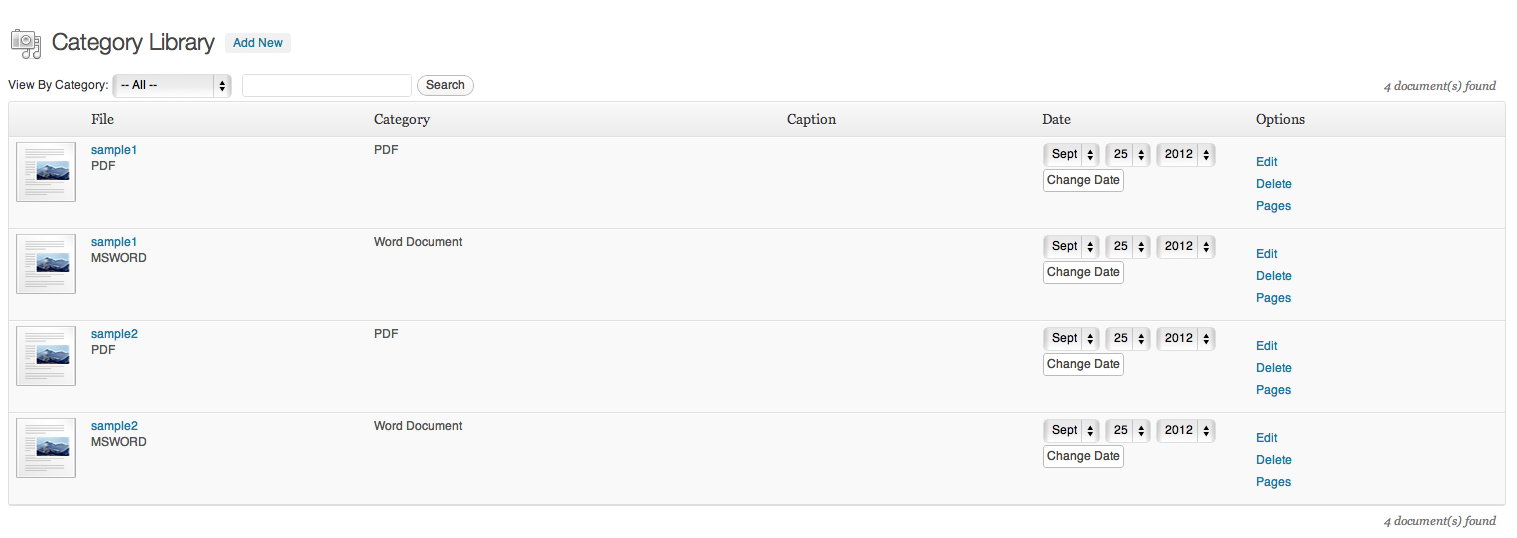 Category Library Add New
View By Category: -- All -- Search 4 document(s) found
File Category Caption Date Options
sample1 PDF Sept 25 2012
PDF Change Date
Edit
Delete
Pages
sample1 Word Document Sept 25 2012
MSWORD Change Date
Edit
Delete
Pages
sample2 PDF Sept 25 2012
PDF Change Date
Edit
Delete
Pages
sample2 Word Document Sept 25 2012
MSWORD Change Date
Edit
Delete
Pages
4 document(s) found